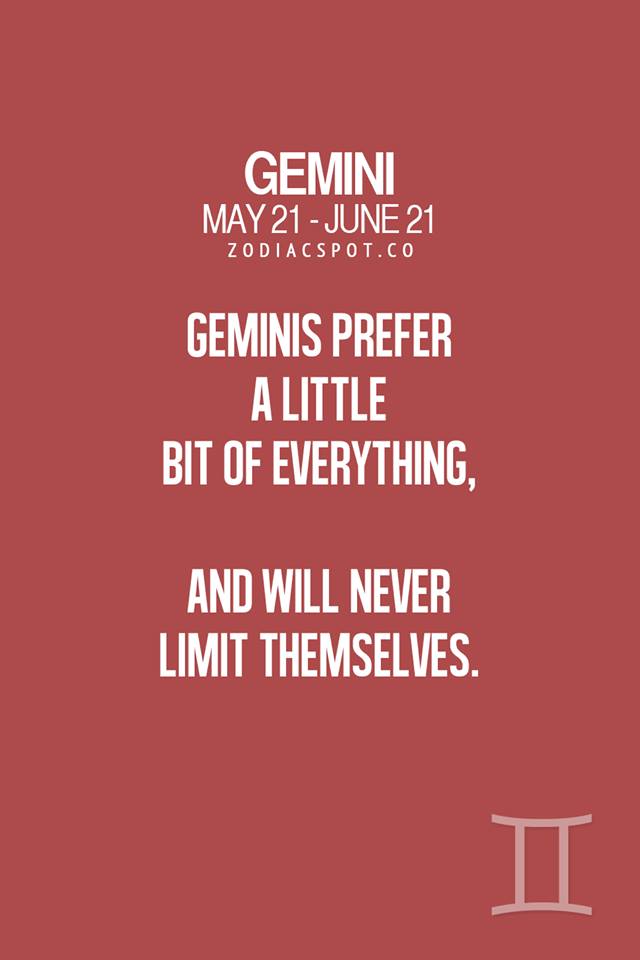 GEMINI
MAY 21 - JUNE 21
ZODIACSPOT.CO
GEMINIS PREFER
A LITTLE
BIT OF EVERYTHING,
AND WILL NEVER
LIMIT THEMSELVES.